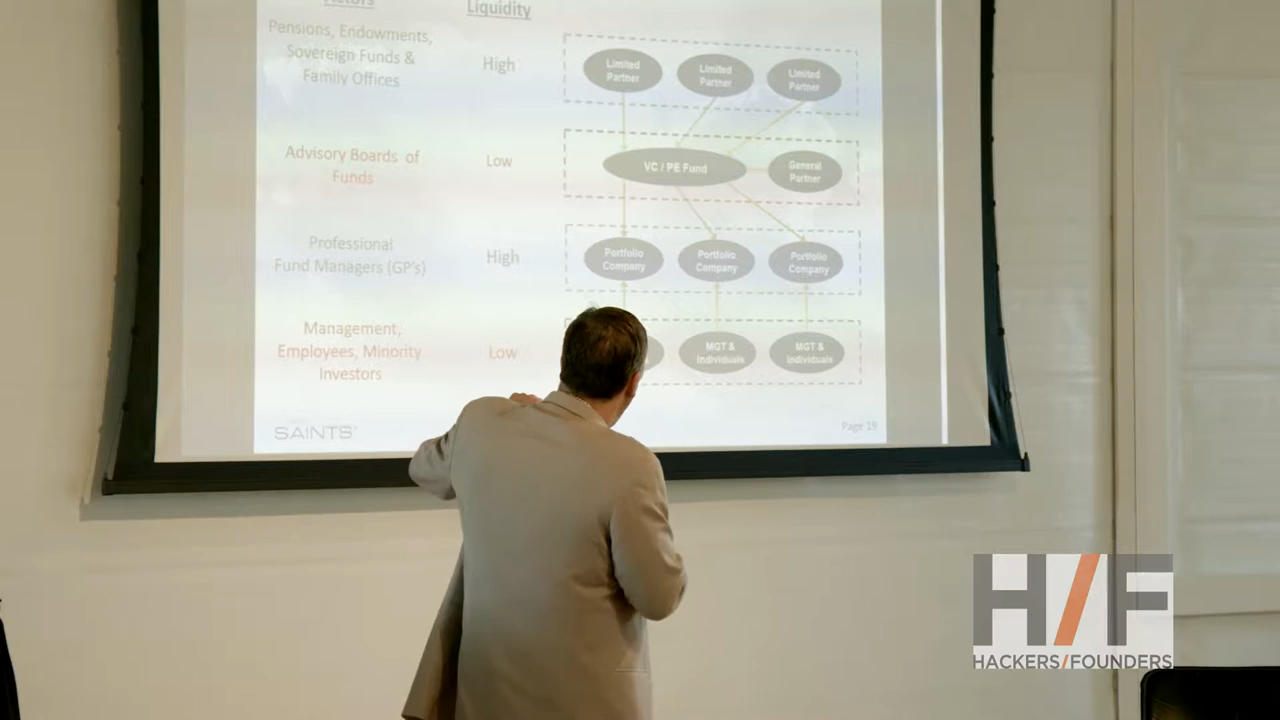 Actors
Liquidity
Pensions, Endowments,
Sovereign Funds &
Family Offices
High
Limited
Partner
Limited
Partner
Limited
Partner
Advisory Boards of
Funds
Low
VC / PE Fund
General
Partner
Professional
Fund Managers (GP's)
High
Portfolio
Company
Portfolio
Company
Portfolio
Company
Management,
Employees, Minority
Investors
Low
MGT &
Individuals
MGT &
Individuals
SAINTS
Page 19
H/F
HACKERS/FOUNDERS